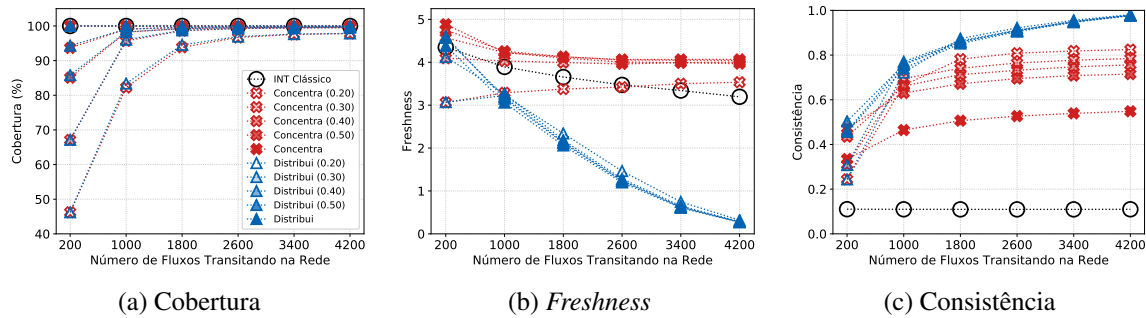 100
90
80
70
60
50
40
Cobertura (%)
INT Clássico
Concentra (0.20)
Concentra (0.30)
Concentra (0.40)
Concentra (0.50)
Concentra
Distribui (0.20)
Distribui (0.30)
Distribui (0.40)
Distribui (0.50)
Distribui
200 1000 1800 2600 3400 4200
Número de Fluxos Transitando na Rede
(a) Cobertura
5
4
3
2
1
0
Freshness
200 1000 1800 2600 3400 4200
Número de Fluxos Transitando na Rede
(b) Freshness
1.0
0.8
0.6
0.4
0.2
0.0
Consistência
200 1000 1800 2600 3400 4200
Número de Fluxos Transitando na Rede
(c) Consistência